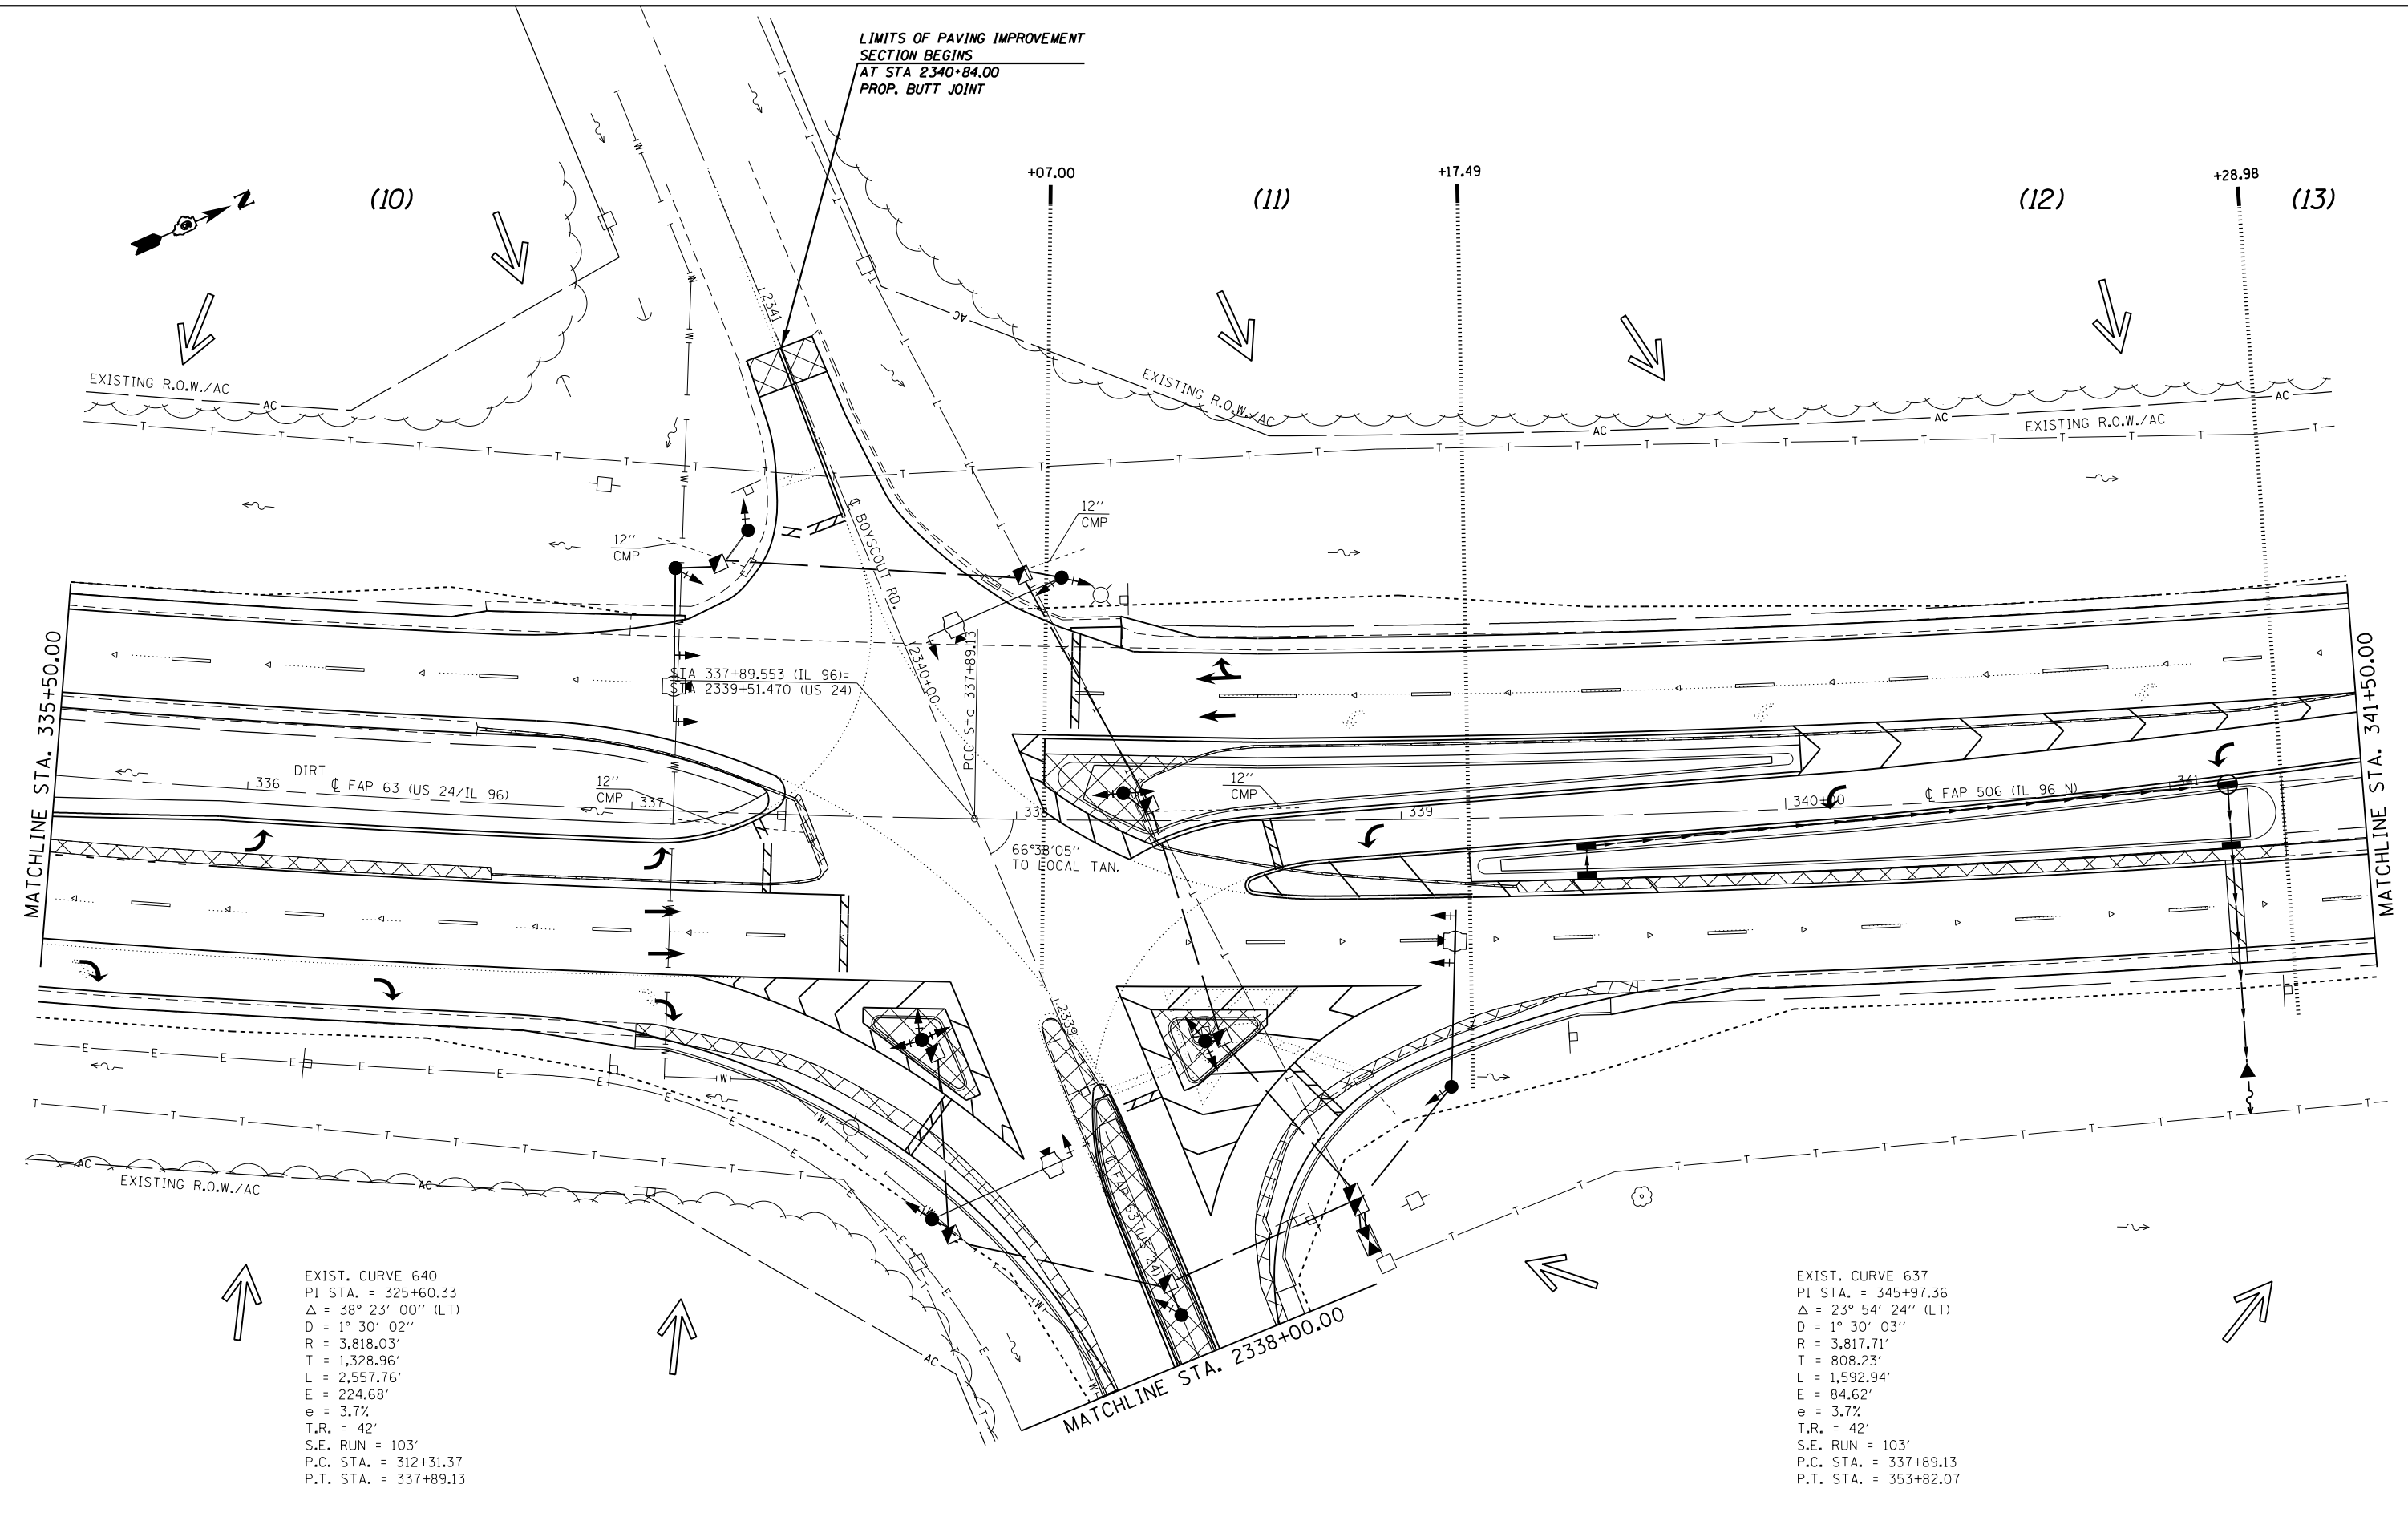 LIMITS OF PAVING IMPROVEMENT
SECTION BEGINS
AT STA 2340+84.00
PROP. BUTT JOINT
N
(10)
+07.00
(11)
+17.49
(12)
+28.98
(13)
EXISTING R.O.W./AC
AC
2341
AC
EXISTING R.O.W./AC
AC
AC
AC
EXISTING R.O.W./AC
12''
CMP
12''
CMP
℄ BOYSCOUT RD.
2340+00
PCC Sta 337+89.13
STA 337+89.553 (IL 96)=
STA 2339+51.470 (US 24)
MATCHLINE STA. 335+50.00
MATCHLINE STA. 341+50.00
DIRT
336
℄ FAP 63 (US 24/IL 96)
12''
CMP
337
338
12''
CMP
339
340+00
℄ FAP 506 (IL 96 N)
341
66°38'05''
TO LOCAL TAN.
2339
℄ FAP 63 (US 24)
AC
EXISTING R.O.W./AC
AC
AC
MATCHLINE STA. 2338+00.00
EXIST. CURVE 640
PI STA. = 325+60.33
Δ = 38° 23' 00'' (LT)
D = 1° 30' 02''
R = 3,818.03'
T = 1,328.96'
L = 2,557.76'
E = 224.68'
e = 3.7%
T.R. = 42'
S.E. RUN = 103'
P.C. STA. = 312+31.37
P.T. STA. = 337+89.13
EXIST. CURVE 637
PI STA. = 345+97.36
Δ = 23° 54' 24'' (LT)
D = 1° 30' 03''
R = 3,817.71'
T = 808.23'
L = 1,592.94'
E = 84.62'
e = 3.7%
T.R. = 42'
S.E. RUN = 103'
P.C. STA. = 337+89.13
P.T. STA. = 353+82.07